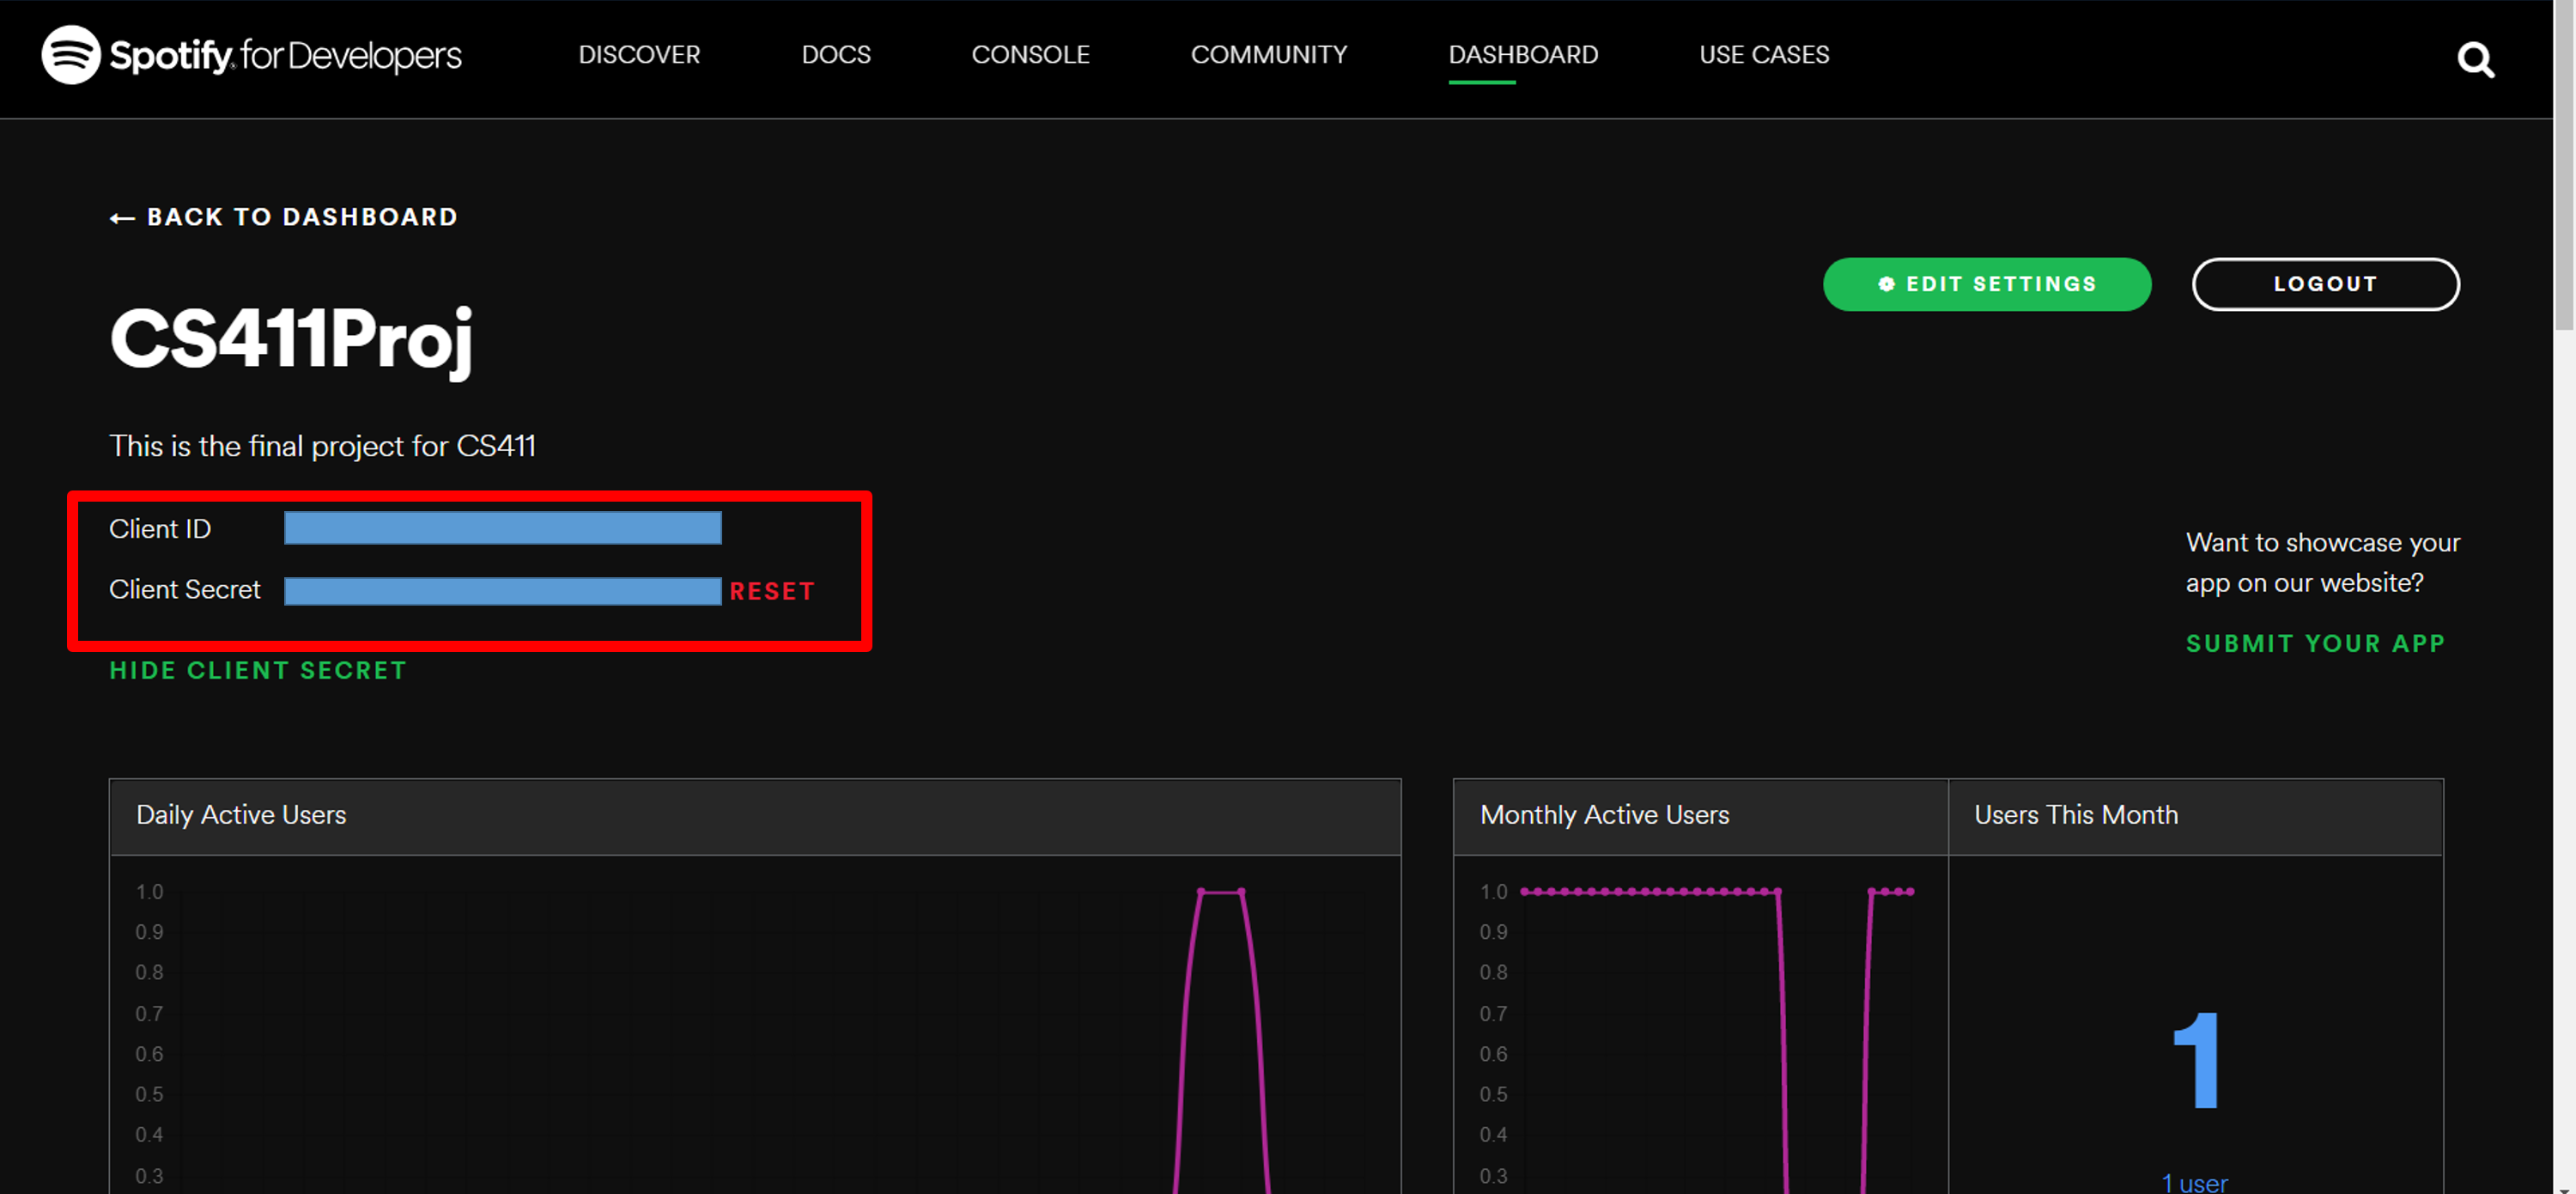 Spotify for Developers
DISCOVER
DOCS
CONSOLE
COMMUNITY
DASHBOARD
USE CASES
← BACK TO DASHBOARD
EDIT SETTINGS
LOGOUT
CS411Proj
This is the final project for CS411
Client ID
Client Secret RESET
HIDE CLIENT SECRET
Want to showcase your
app on our website?
SUBMIT YOUR APP
Daily Active Users
1.0
0.9
0.8
0.7
0.6
0.5
0.4
0.3
Monthly Active Users
1.0
0.9
0.8
0.7
0.6
0.5
0.4
0.3
Users This Month
1
1 user